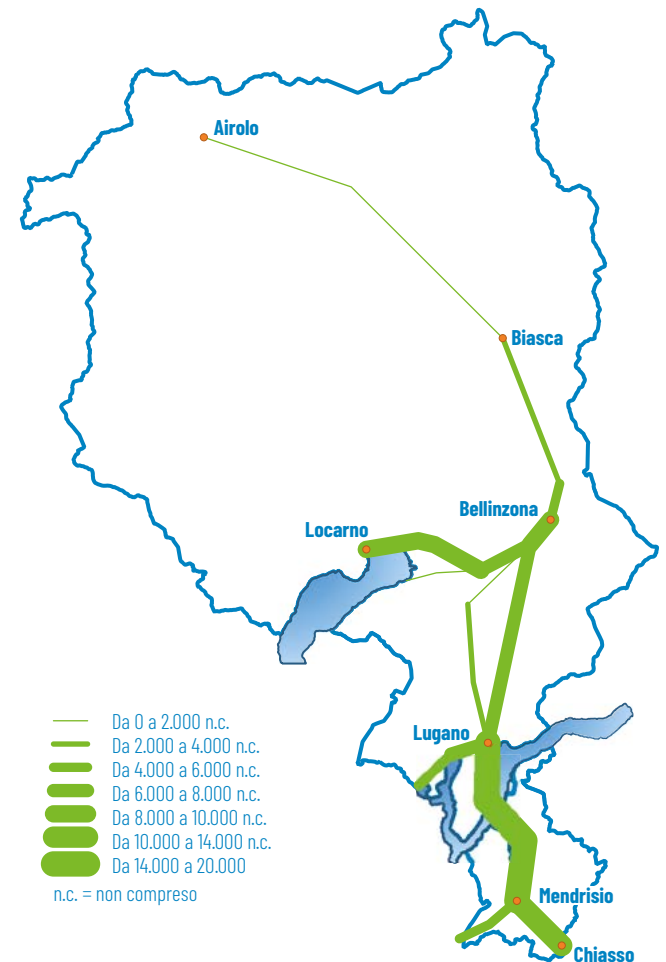 Airolo
Biasca
Bellinzona
Locarno
Lugano
Da 0 a 2.000 n.c.
Da 2.000 a 4.000 n.c.
Da 4.000 a 6.000 n.c.
Da 6.000 a 8.000 n.c.
Da 8.000 a 10.000 n.c.
Da 10.000 a 14.000 n.c.
Da 14.000 a 20.000
n.c. = non compreso
Mendrisio
Chiasso